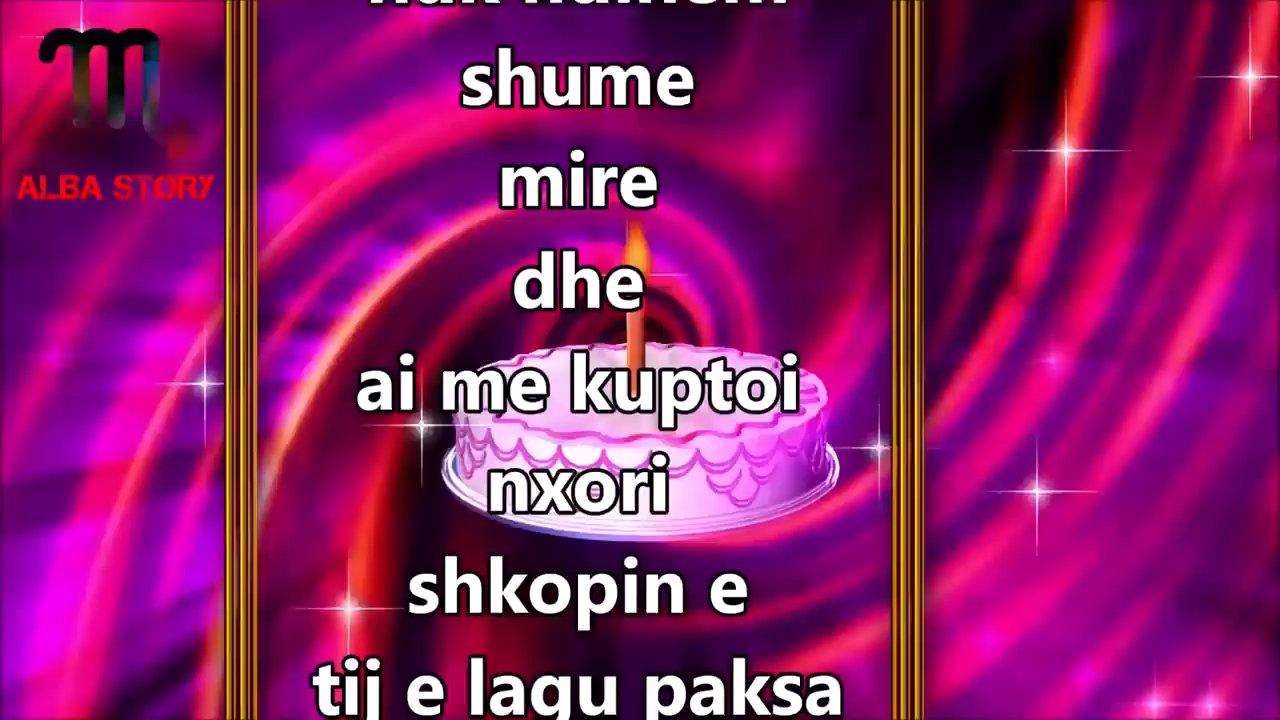 ALBA STORY
shume
mire
dhe
ai me kuptoi
nxori
shkopin e
tij e lagu paksa